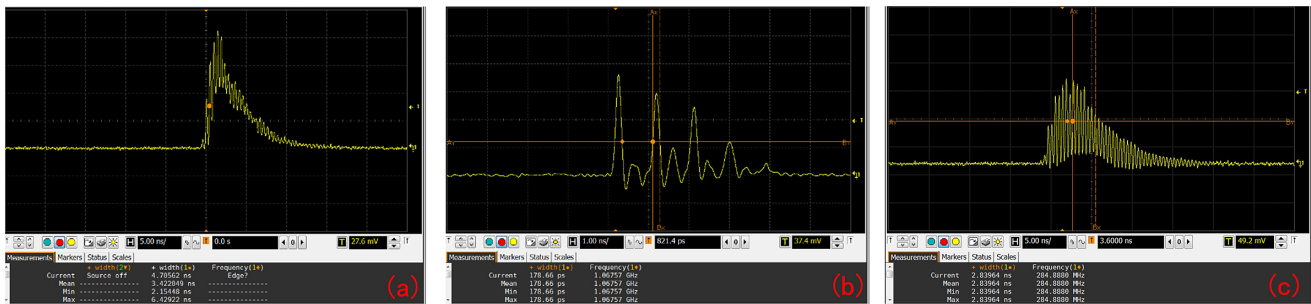 5.00 ns/ 0.0 s 27.6 mV
Measurements Markers Status Scales
+ width(2▼) + width(1★) Frequency(1★)
Current Source off 4.70562 ns Edge?
Mean -------------- 3.422049 ns --------------
Min -------------- 2.15448 ns --------------
Max -------------- 6.42922 ns --------------
(a)
1.00 ns/ 821.4 ps 37.4 mV
Measurements Markers Status Scales
+ width(1★) Frequency(1★)
Current 178.66 ps 1.06757 GHz
Mean 178.66 ps 1.06757 GHz
Min 178.66 ps 1.06757 GHz
Max 178.66 ps 1.06757 GHz
(b)
5.00 ns/ 3.6000 ns 49.2 mV
Measurements Markers Status Scales
+ width(1★) Frequency(1★)
Current 2.83964 ns 284.8880 MHz
Mean 2.83964 ns 284.8880 MHz
Min 2.83964 ns 284.8880 MHz
Max 2.83964 ns 284.8880 MHz
(c)